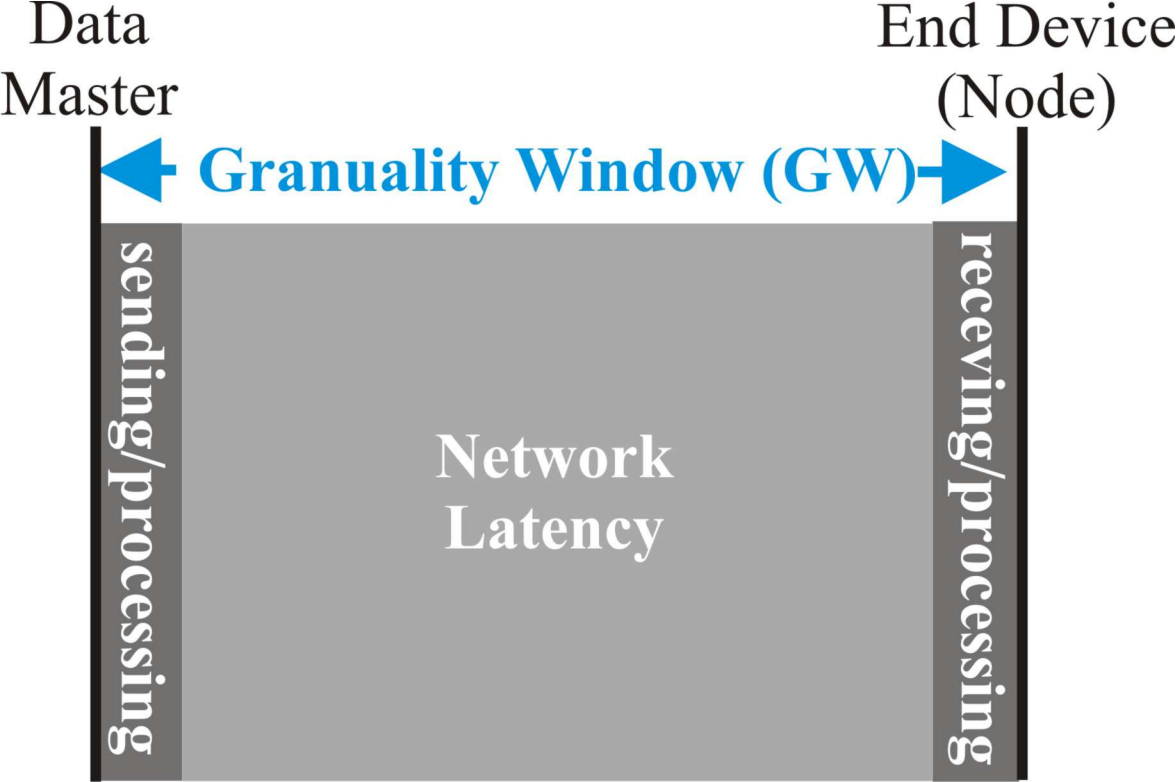 Data
Master
End Device
(Node)
Granuality Window (GW)
sending/processing
Network
Latency
receving/processing